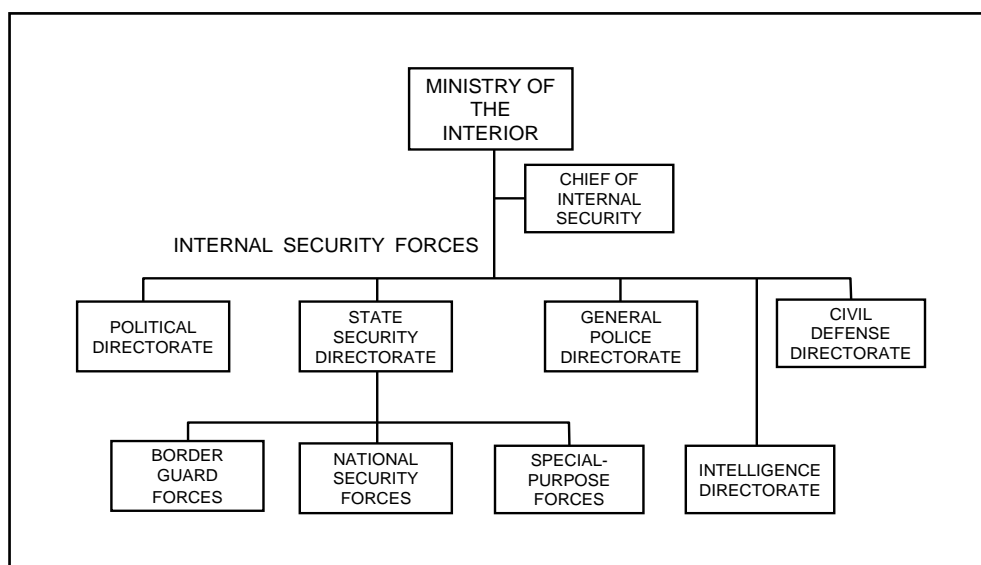 MINISTRY OF
THE
INTERIOR
CHIEF OF
INTERNAL
SECURITY
INTERNAL SECURITY FORCES
POLITICAL
DIRECTORATE
STATE
SECURITY
DIRECTORATE
GENERAL
POLICE
DIRECTORATE
CIVIL
DEFENSE
DIRECTORATE
BORDER
GUARD
FORCES
NATIONAL
SECURITY
FORCES
SPECIAL-
PURPOSE
FORCES
INTELLIGENCE
DIRECTORATE